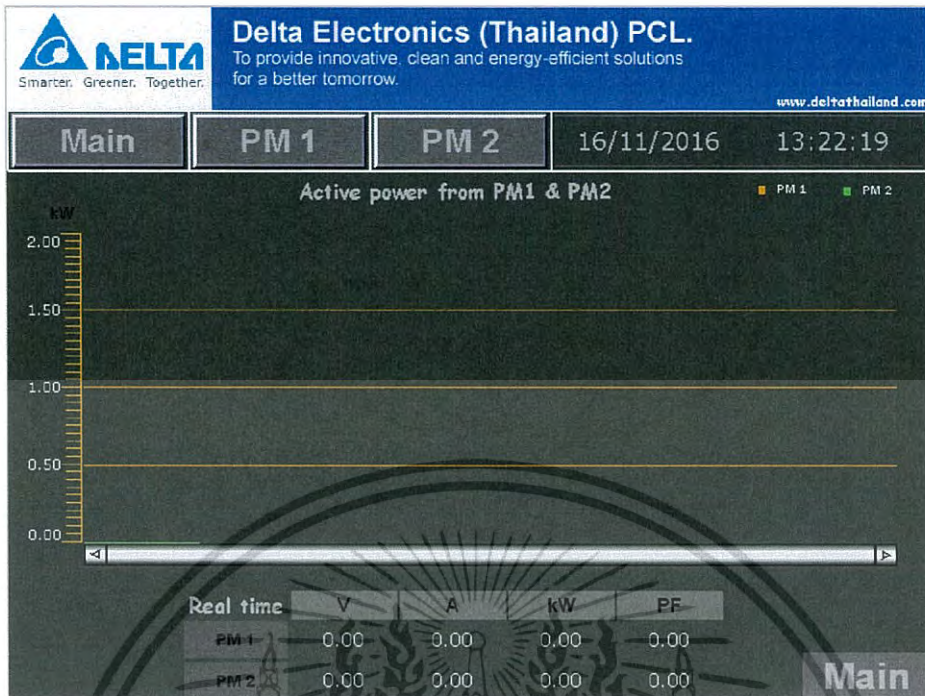 DELTA
Smarter. Greener. Together.
Delta Electronics (Thailand) PCL.
To provide innovative, clean and energy-efficient solutions
for a better tomorrow.
www.deltathailand.com
Main PM 1 PM 2 16/11/2016 13:22:19
Active power from PM1 & PM2
PM 1 PM 2
kW
2.00
1.50
1.00
0.50
0.00
Real time V A kW PF
PM 1 0.00 0.00 0.00 0.00
PM 2 0.00 0.00 0.00 0.00
Main